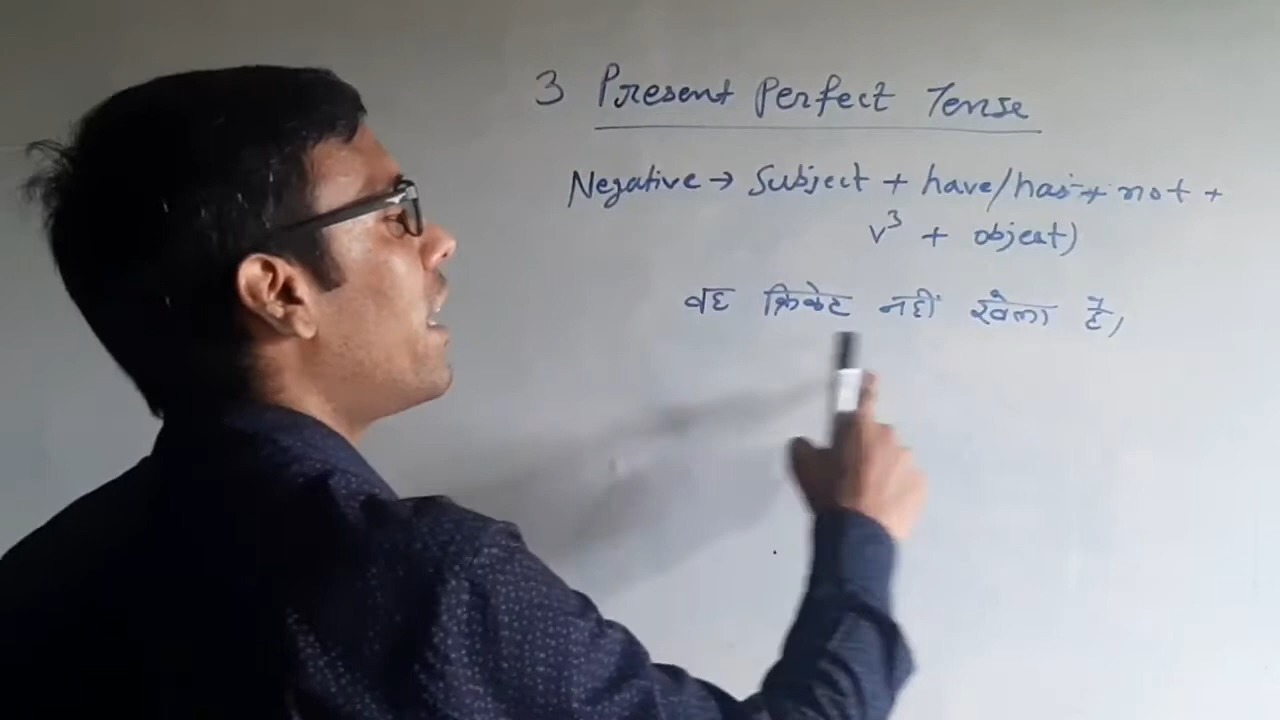 3 Present Perfect Tense
Negative → Subject + have/has + not +
v³ + object)
वह क्रिकेट नहीं खेला है,